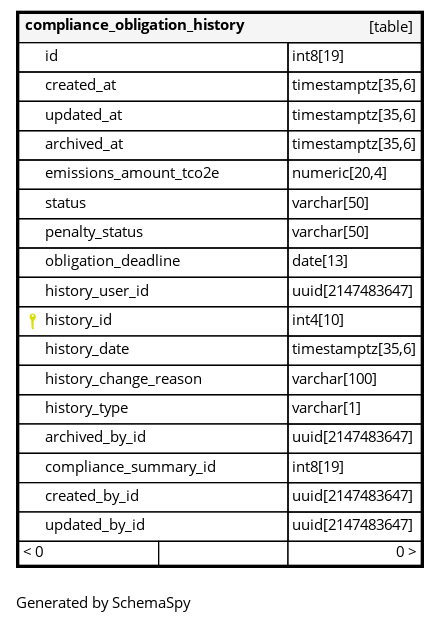 compliance_obligation_history [table]
id int8[19]
created_at timestamptz[35,6]
updated_at timestamptz[35,6]
archived_at timestamptz[35,6]
emissions_amount_tco2e numeric[20,4]
status varchar[50]
penalty_status varchar[50]
obligation_deadline date[13]
history_user_id uuid[2147483647]
history_id int4[10]
history_date timestamptz[35,6]
history_change_reason varchar[100]
history_type varchar[1]
archived_by_id uuid[2147483647]
compliance_summary_id int8[19]
created_by_id uuid[2147483647]
updated_by_id uuid[2147483647]
< 0 0 >
Generated by SchemaSpy